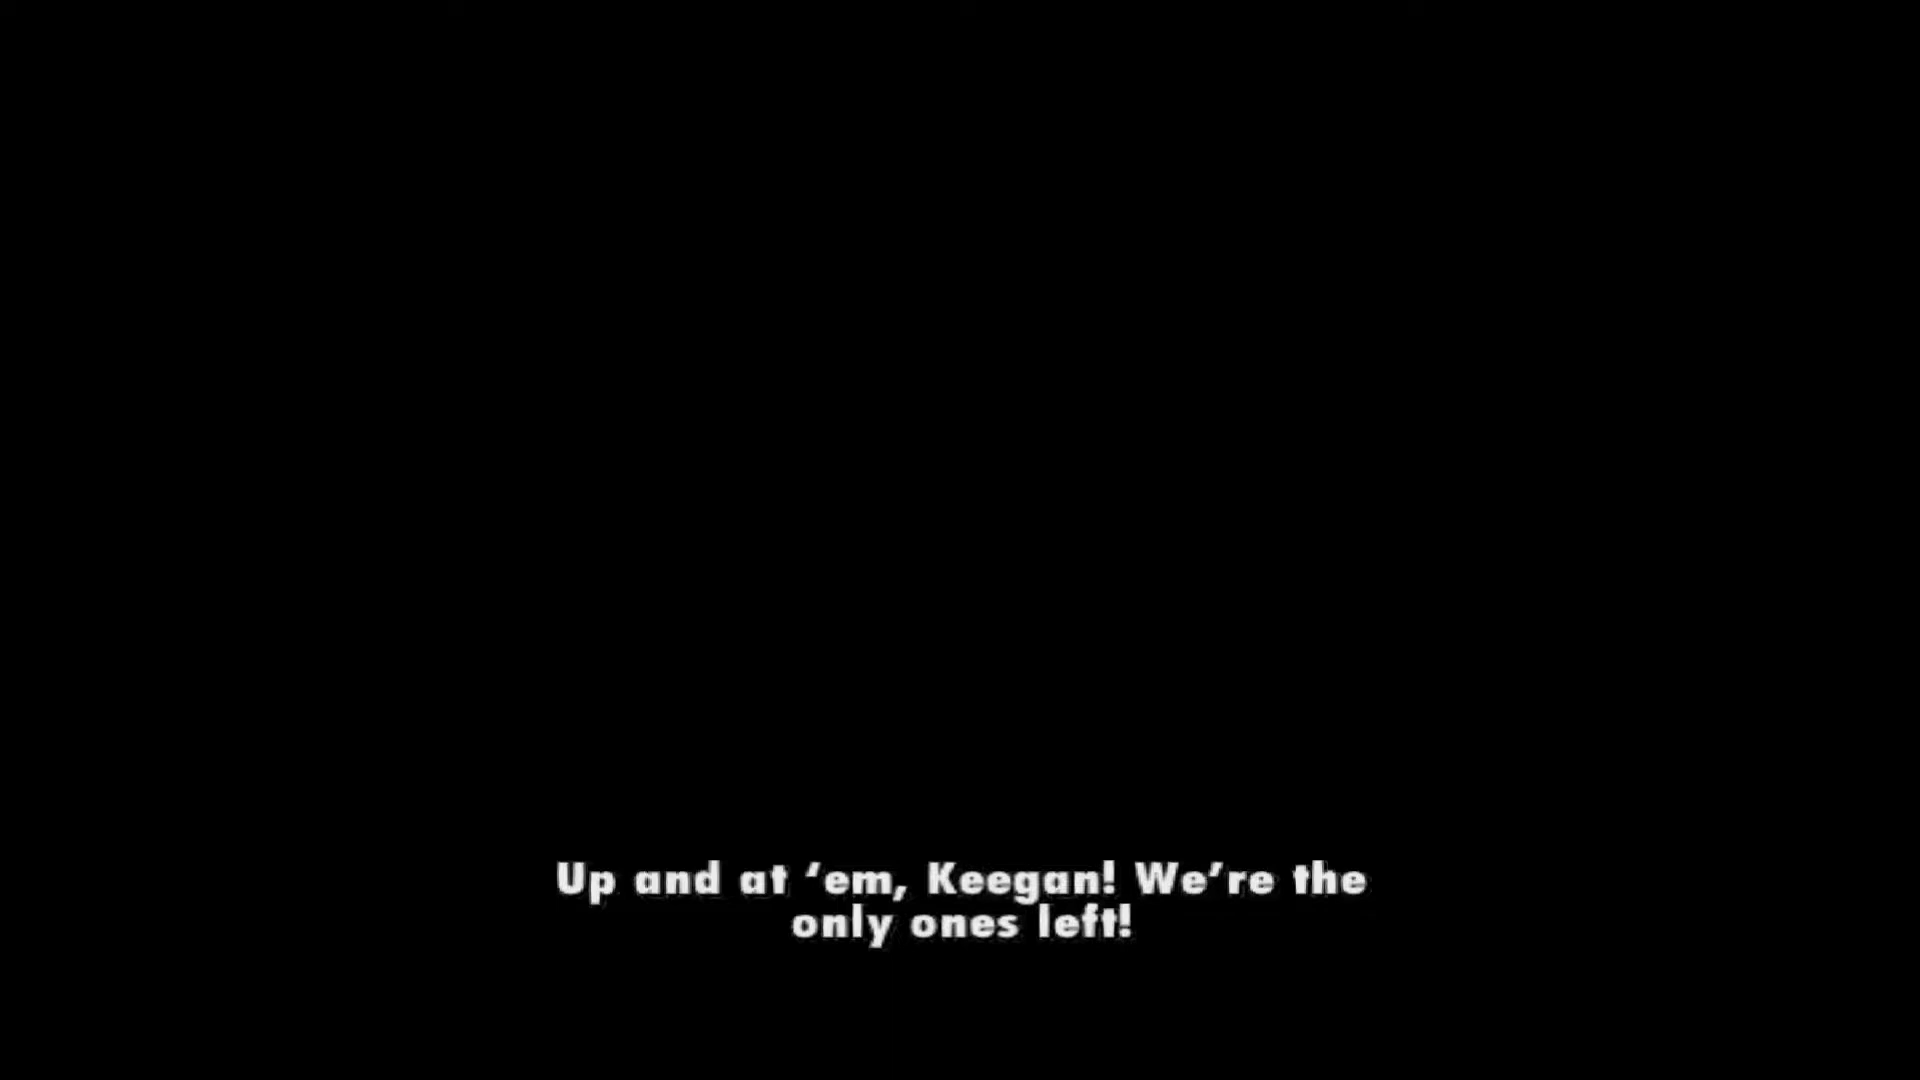 Up and at ‘em, Keegan! We’re the
only ones left!